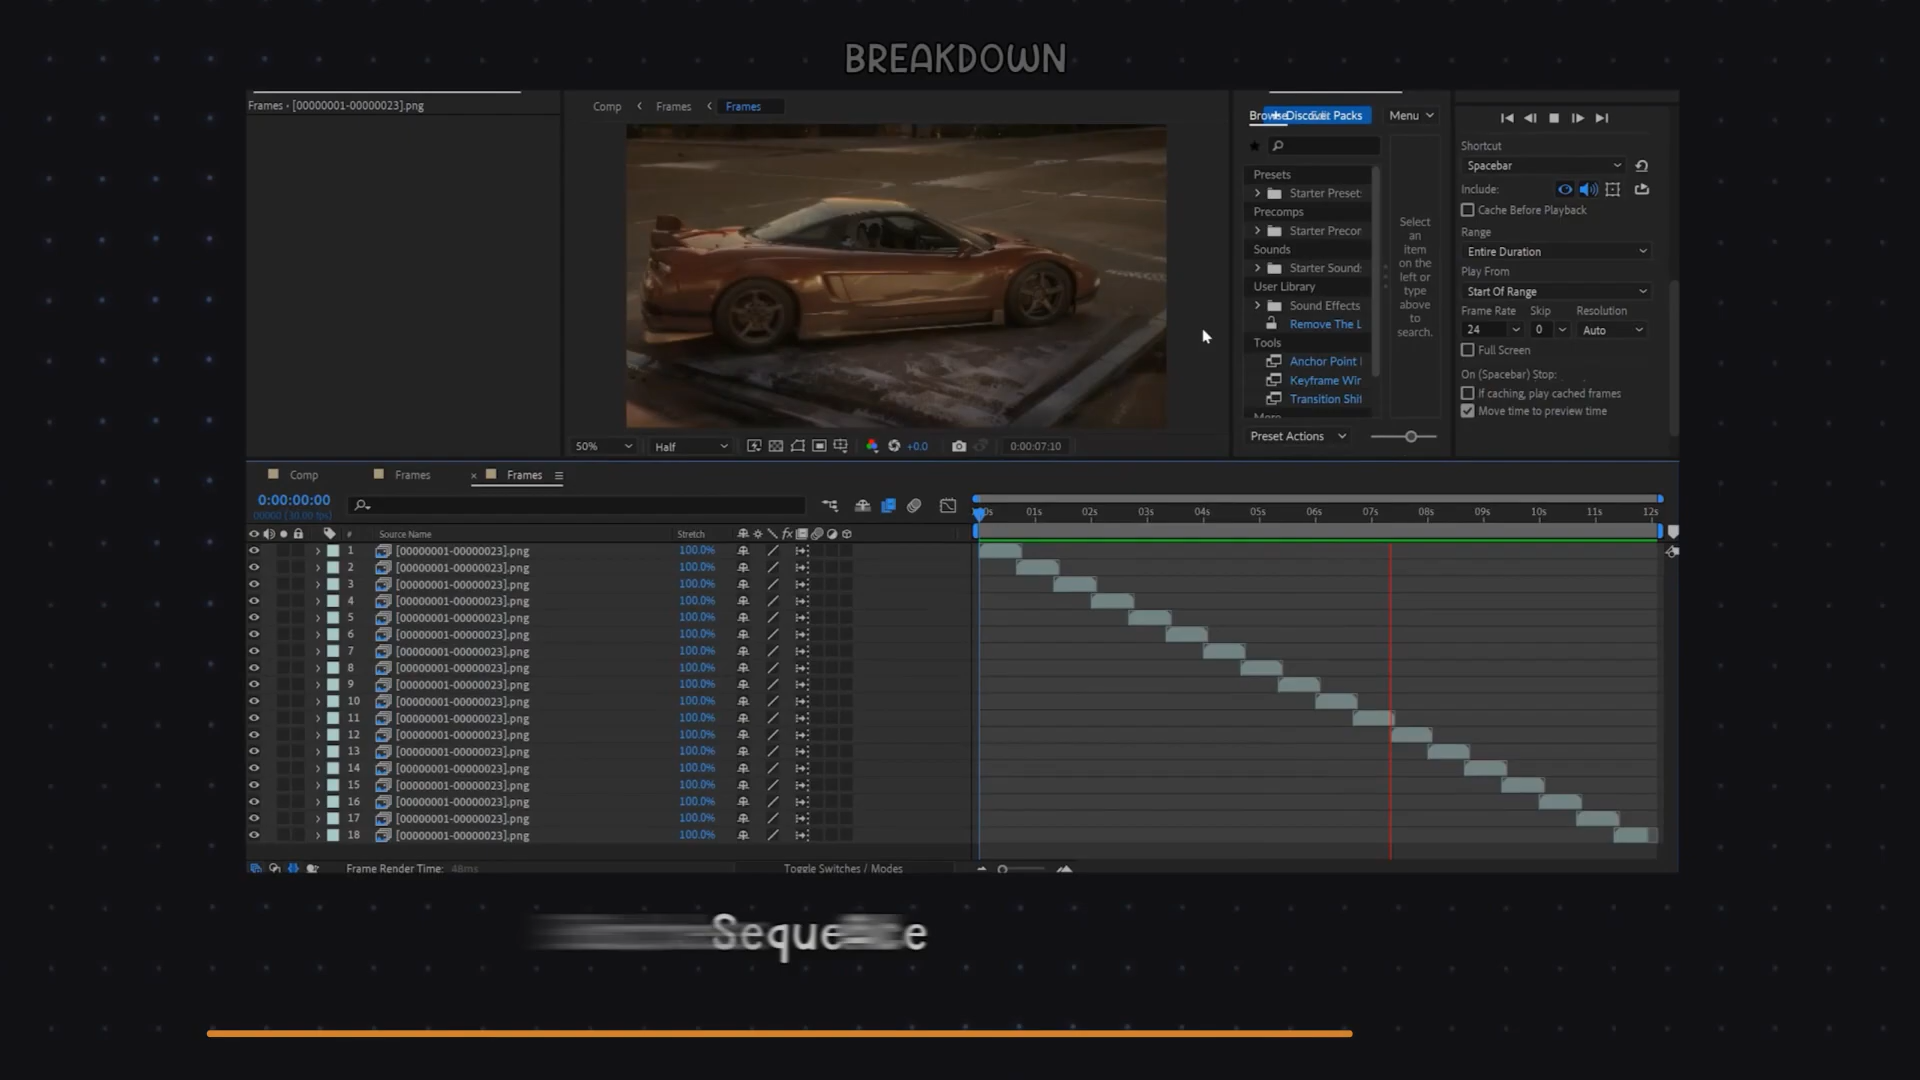 BREAKDOWN
Frames • [00000001-00000023].png
Comp < Frames < Frames
Menu
Shortcut
Spacebar
Include:
Cache Before Playback
Range
Entire Duration
Play From
Start Of Range
Frame Rate Skip Resolution
24 0 Auto
Full Screen
On (Spacebar) Stop:
If caching, play cached frames
Move time to preview time
Presets
Starter Preset
Precomps
Starter Precor
Sounds
Starter Sound
User Library
Sound Effects
Remove The L
Tools
Anchor Point
Keyframe Wir
Transition Shif
Preset Actions
Select
an
item
on the
left or
type
above
to
search.
50% Half +0.0 0:00:07:10
Comp Frames × Frames
0:00:00:00
00000 (30.00 fps)
01s 02s 03s 04s 05s 06s 07s 08s 09s 10s 11s 12s
# Source Name Stretch fx
1 [00000001-00000023].png 100.0%
2 [00000001-00000023].png 100.0%
3 [00000001-00000023].png 100.0%
4 [00000001-00000023].png 100.0%
5 [00000001-00000023].png 100.0%
6 [00000001-00000023].png 100.0%
7 [00000001-00000023].png 100.0%
8 [00000001-00000023].png 100.0%
9 [00000001-00000023].png 100.0%
10 [00000001-00000023].png 100.0%
11 [00000001-00000023].png 100.0%
12 [00000001-00000023].png 100.0%
13 [00000001-00000023].png 100.0%
14 [00000001-00000023].png 100.0%
15 [00000001-00000023].png 100.0%
16 [00000001-00000023].png 100.0%
17 [00000001-00000023].png 100.0%
18 [00000001-00000023].png 100.0%
Frame Render Time: 48ms Toggle Switches / Modes
Sequence